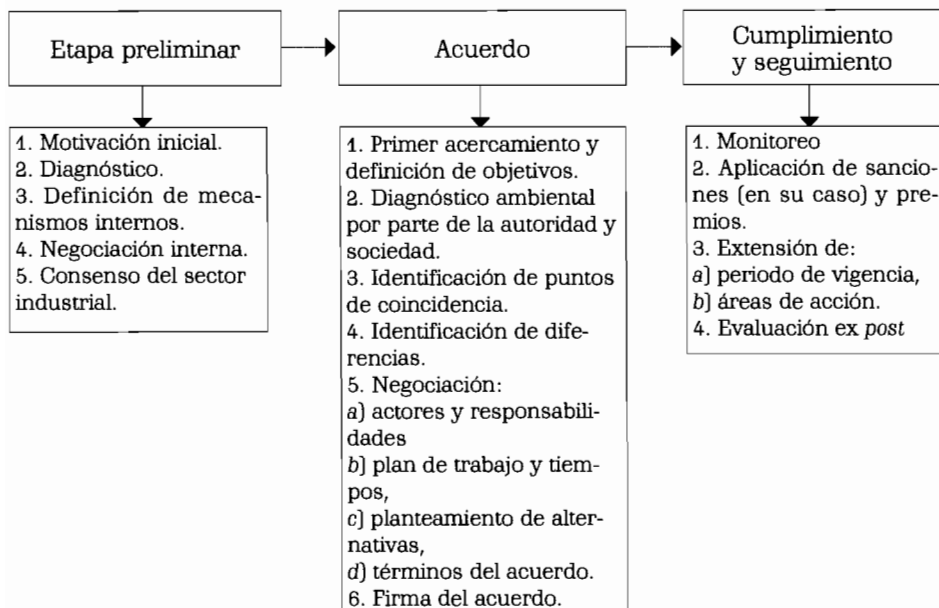 Etapa preliminar
Acuerdo
Cumplimiento
y seguimiento
1. Motivación inicial.
2. Diagnóstico.
3. Definición de meca-
nismos internos.
4. Negociación interna.
5. Consenso del sector
industrial.
1. Primer acercamiento y
definición de objetivos.
2. Diagnóstico ambiental
por parte de la autoridad y
sociedad.
3. Identificación de puntos
de coincidencia.
4. Identificación de dife-
rencias.
5. Negociación:
a) actores y responsabili-
dades
b) plan de trabajo y tiem-
pos,
c) planteamiento de alter-
nativas,
d) términos del acuerdo.
6. Firma del acuerdo.
1. Monitoreo
2. Aplicación de sancio-
nes (en su caso) y pre-
mios.
3. Extensión de:
a) periodo de vigencia,
b) áreas de acción.
4. Evaluación ex post